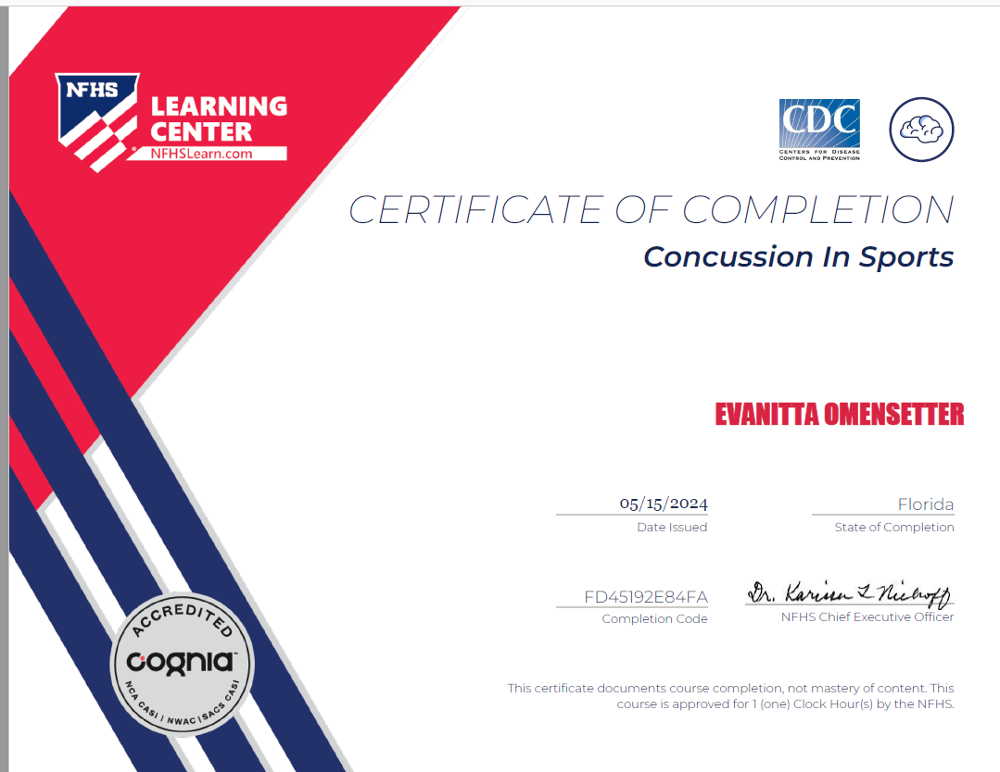 NFHS
LEARNING
CENTER
NFHSLearn.com
CDC
CENTERS FOR DISEASE
CONTROL AND PREVENTION
CERTIFICATE OF COMPLETION
Concussion In Sports
EVANITTA OMENSETTER
05/15/2024
Date Issued
Florida
State of Completion
FD45192E84FA
Completion Code
Dr. Karissa L Niehoff
NFHS Chief Executive Officer
ACCREDITED
cognia™
NCA CASI | NWAC | SACS CASI
This certificate documents course completion, not mastery of content. This
course is approved for 1 (one) Clock Hour(s) by the NFHS.